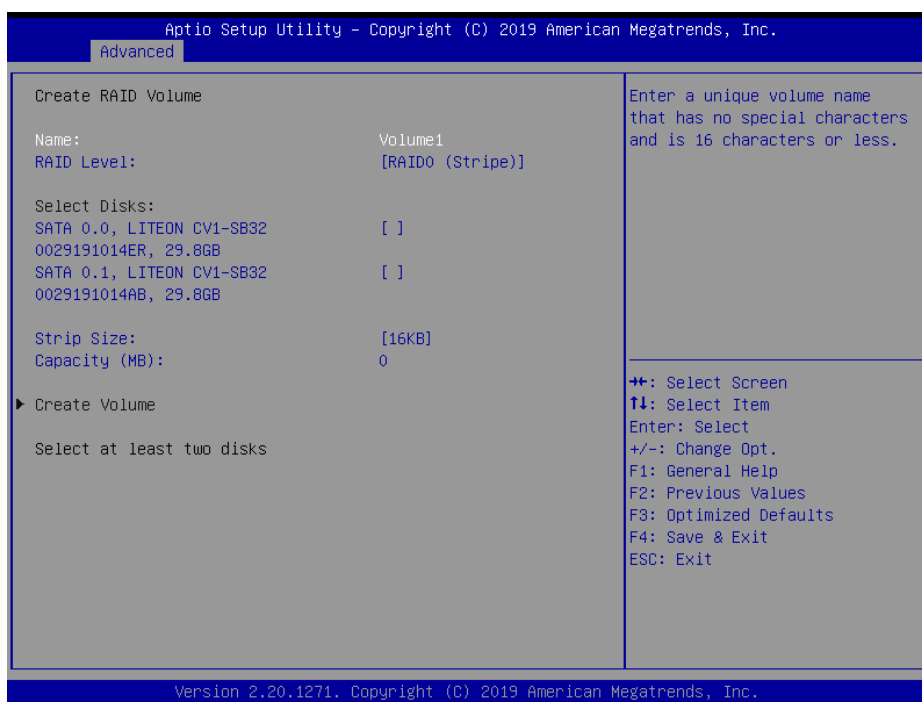 Aptio Setup Utility – Copyright (C) 2019 American Megatrends, Inc.
Advanced
Create RAID Volume
Name: Volume1
RAID Level: [RAID0 (Stripe)]
Select Disks:
SATA 0.0, LITEON CV1-SB32 [ ]
0029191014ER, 29.8GB
SATA 0.1, LITEON CV1-SB32 [ ]
0029191014AB, 29.8GB
Strip Size: [16KB]
Capacity (MB): 0
▶ Create Volume
Select at least two disks
Enter a unique volume name
that has no special characters
and is 16 characters or less.
→←: Select Screen
↑↓: Select Item
Enter: Select
+/-: Change Opt.
F1: General Help
F2: Previous Values
F3: Optimized Defaults
F4: Save & Exit
ESC: Exit
Version 2.20.1271. Copyright (C) 2019 American Megatrends, Inc.